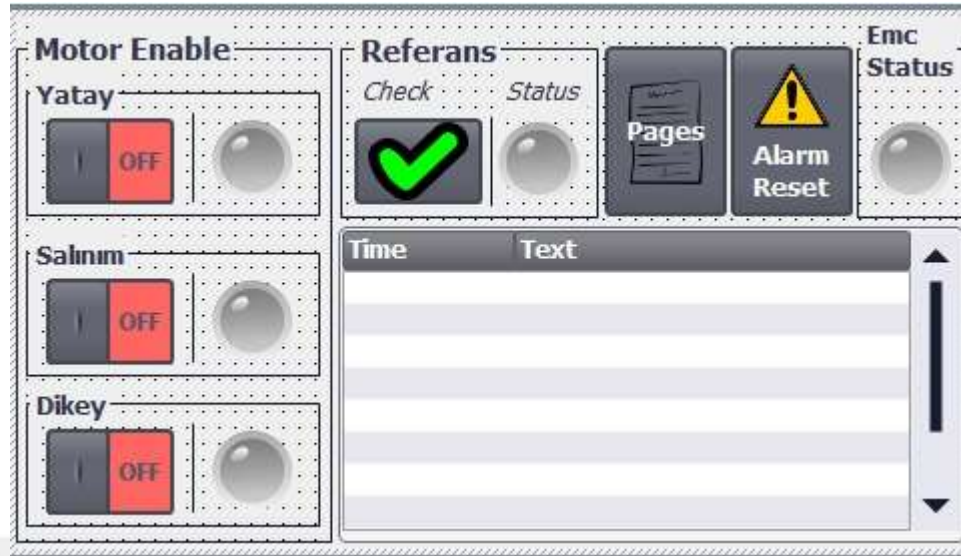 Motor Enable
Yatay
OFF
Salınım
OFF
Dikey
OFF
Referans
Check Status
Pages
Alarm
Reset
Emc
Status
Time Text